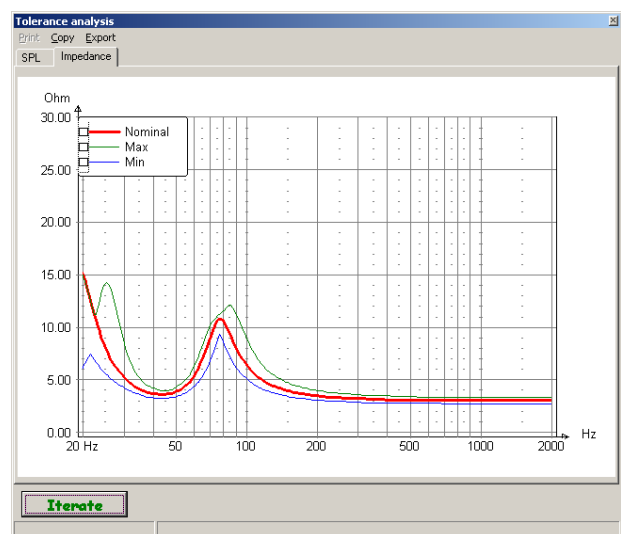 Tolerance analysis
Print Copy Export
SPL Impedance
Ohm
30.00
Nominal
Max
Min
25.00
20.00
15.00
10.00
5.00
0.00
20 Hz 50 100 200 500 1000 2000 Hz
Iterate